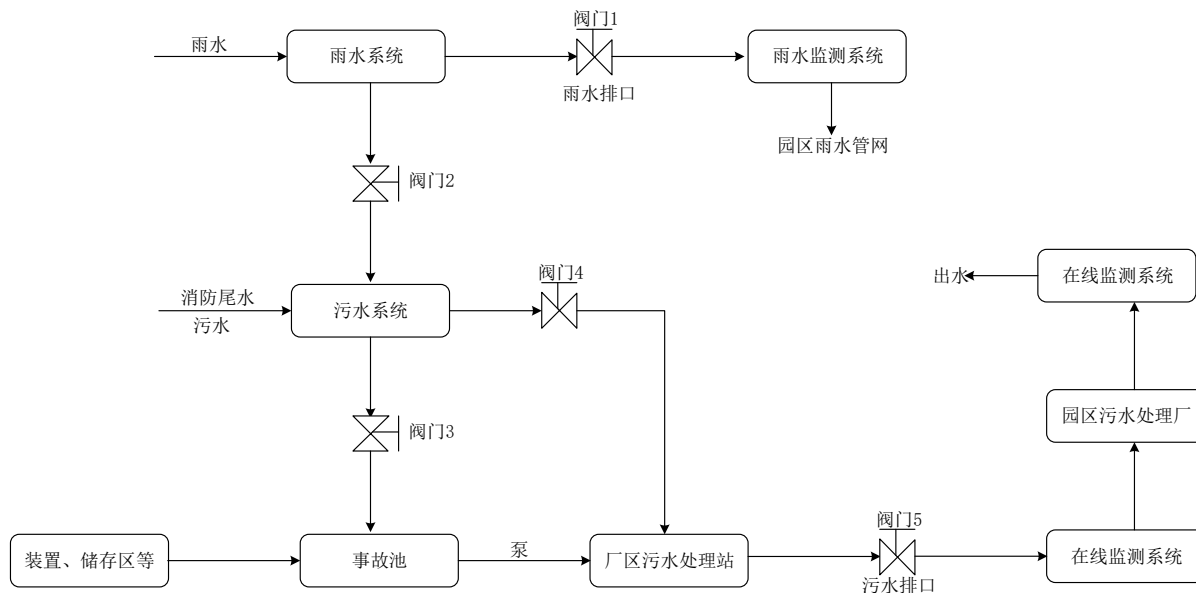 阀门1
雨水
雨水系统
雨水监测系统
雨水排口
园区雨水管网
阀门2
阀门4
出水
在线监测系统
消防尾水
污水
污水系统
阀门3
园区污水处理厂
阀门5
装置、储存区等
事故池
泵
厂区污水处理站
污水排口
在线监测系统